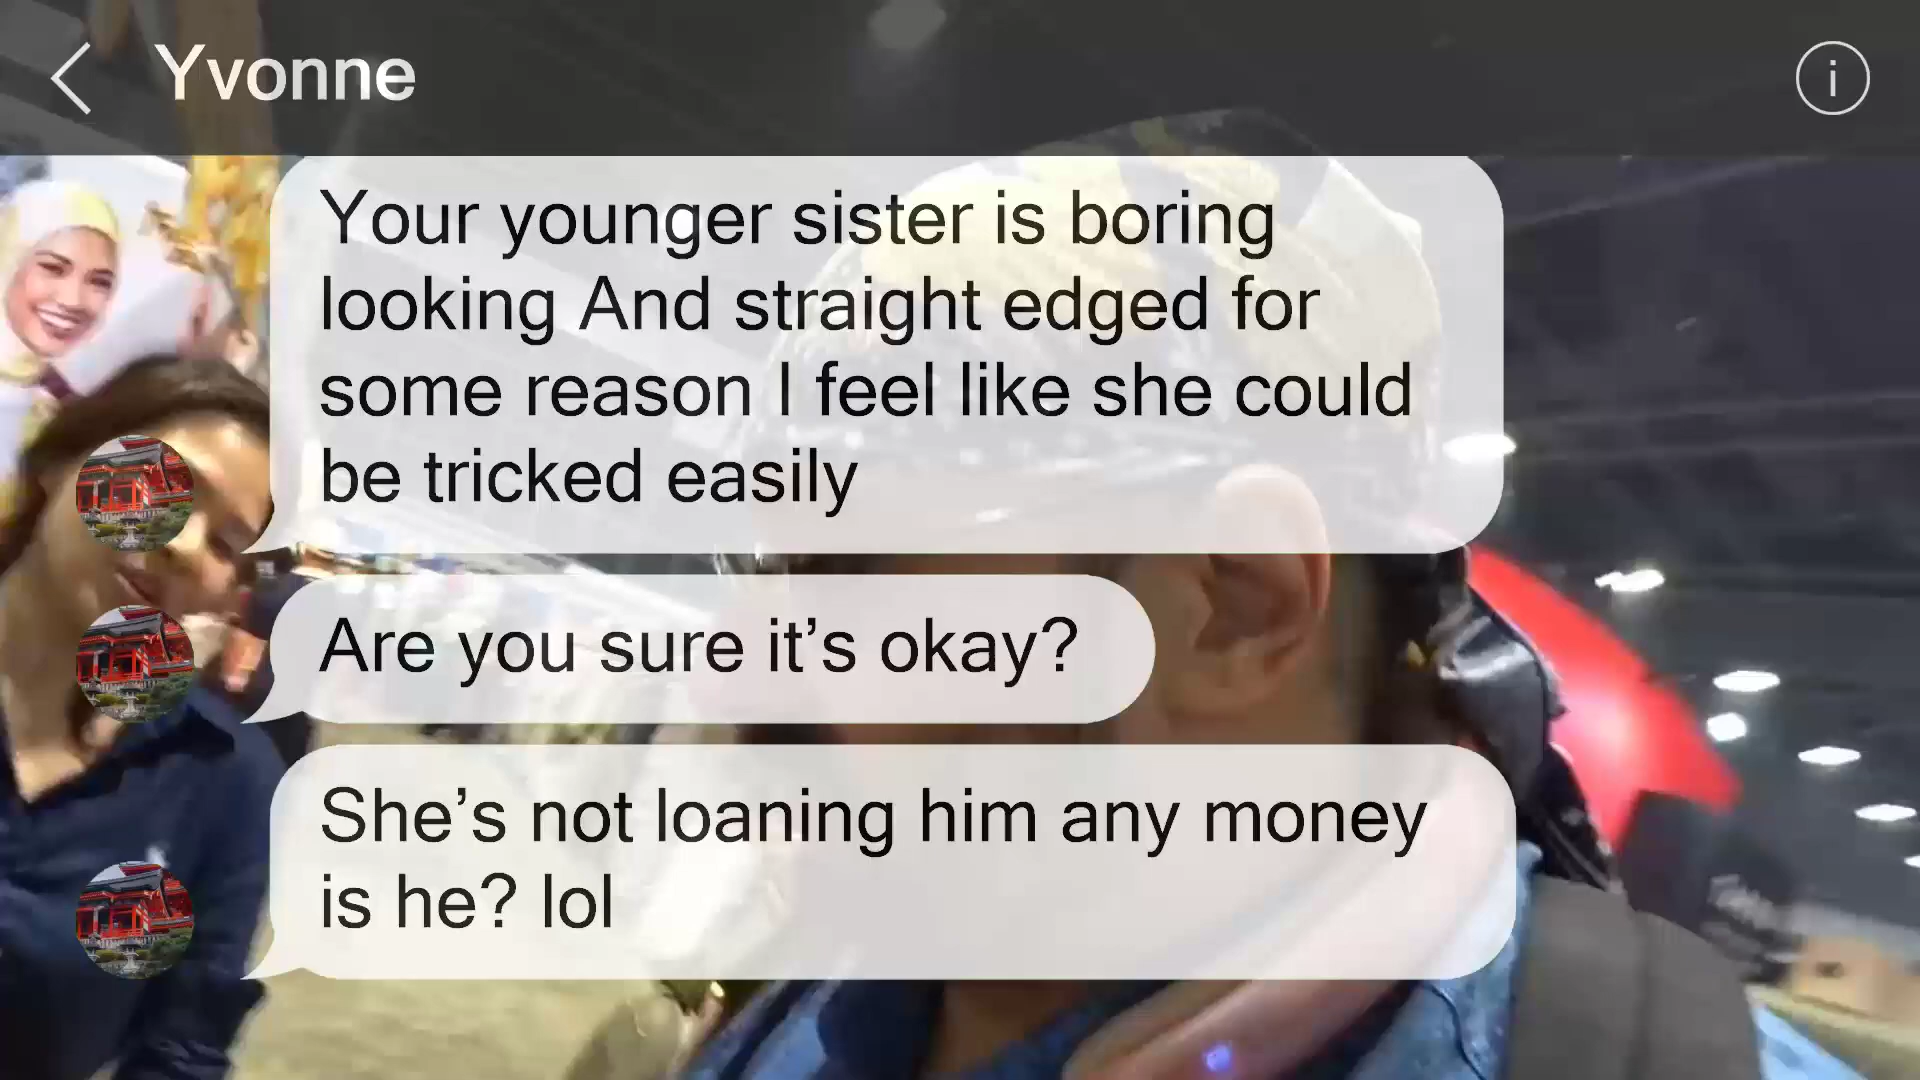 Yvonne
Your younger sister is boring
looking And straight edged for
some reason I feel like she could
be tricked easily
Are you sure it’s okay?
She’s not loaning him any money
is he? lol